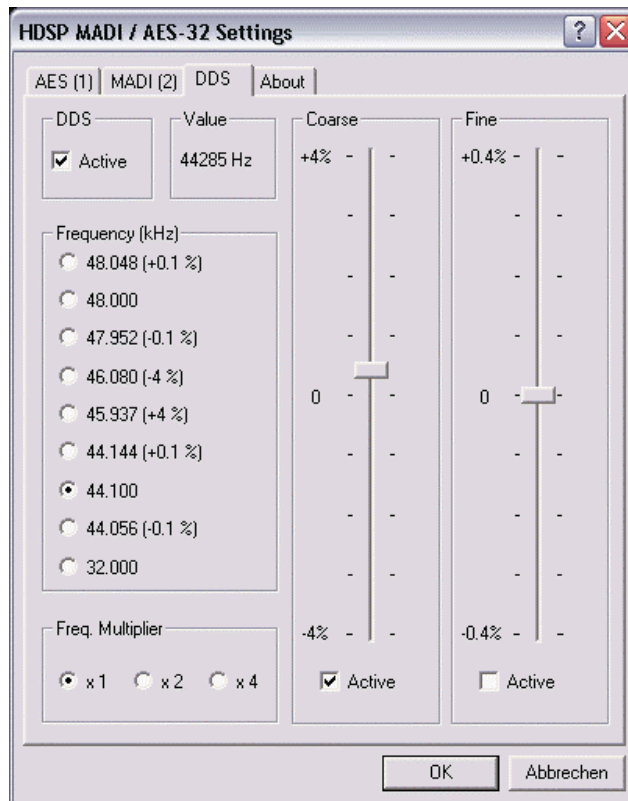 HDSP MADI / AES-32 Settings
AES (1)
MADI (2)
DDS
About
DDS
Active
Value
44285 Hz
Frequency (kHz)
48.048 (+0.1 %)
48.000
47.952 (-0.1 %)
46.080 (-4 %)
45.937 (+4 %)
44.144 (+0.1 %)
44.100
44.056 (-0.1 %)
32.000
Freq. Multiplier
x 1
x 2
x 4
Coarse
+4%
0
-4%
Active
Fine
+0.4%
0
-0.4%
Active
OK
Abbrechen